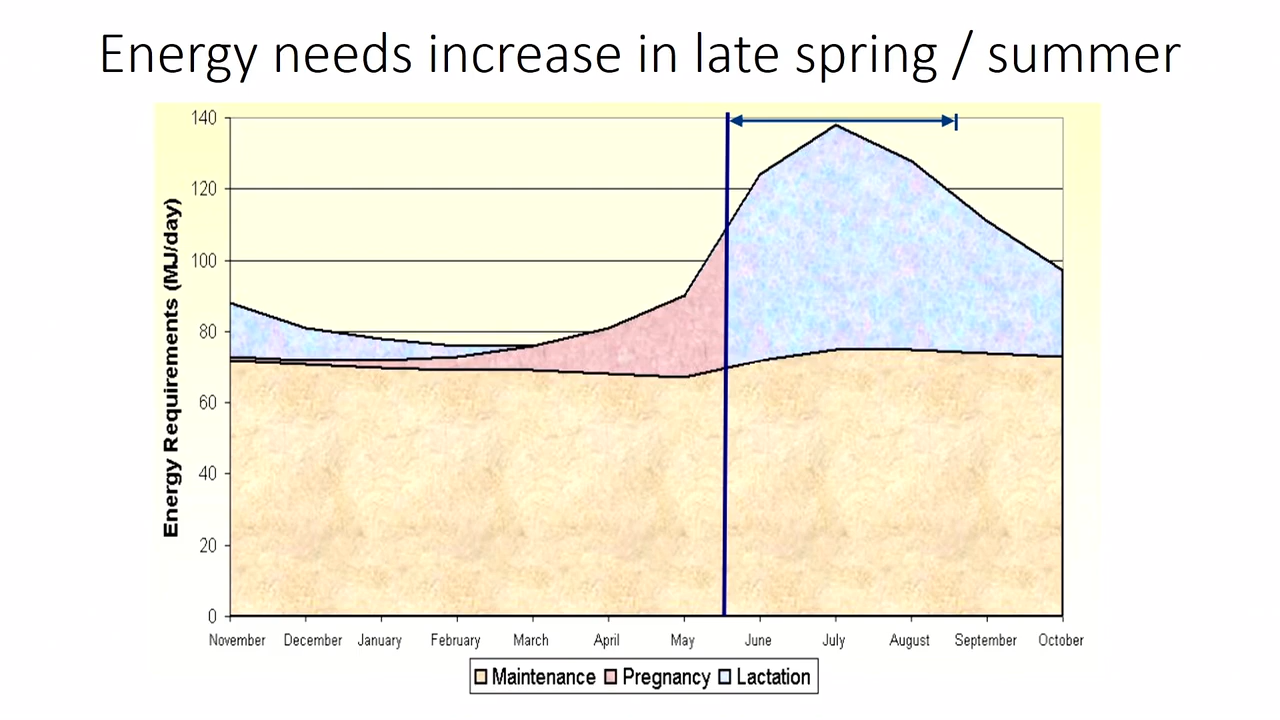 Energy needs increase in late spring / summer
Energy Requirements (MJ/day)
140
120
100
80
60
40
20
0
November December January February March April May June July August September October
Maintenance Pregnancy Lactation